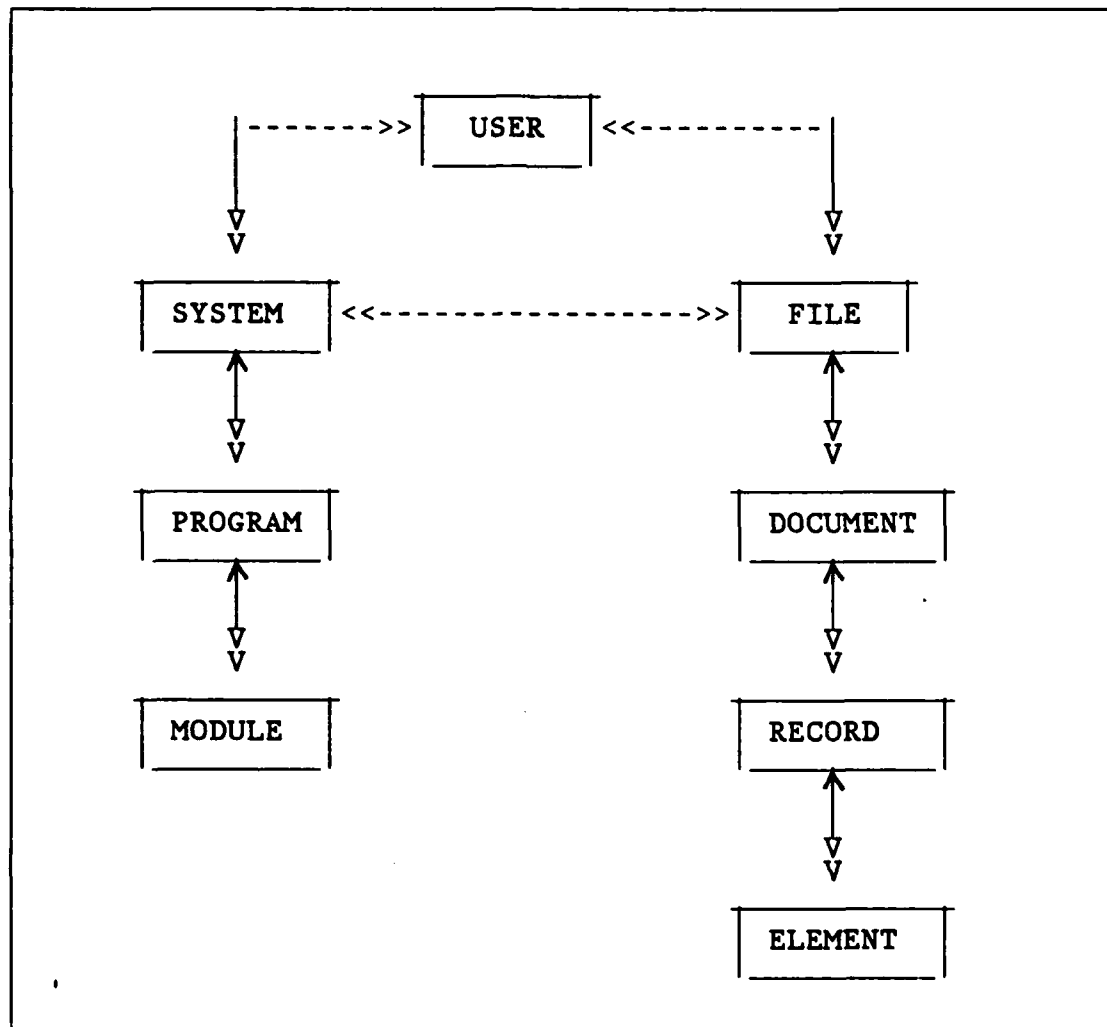 USER
SYSTEM
FILE
PROGRAM
DOCUMENT
MODULE
RECORD
ELEMENT